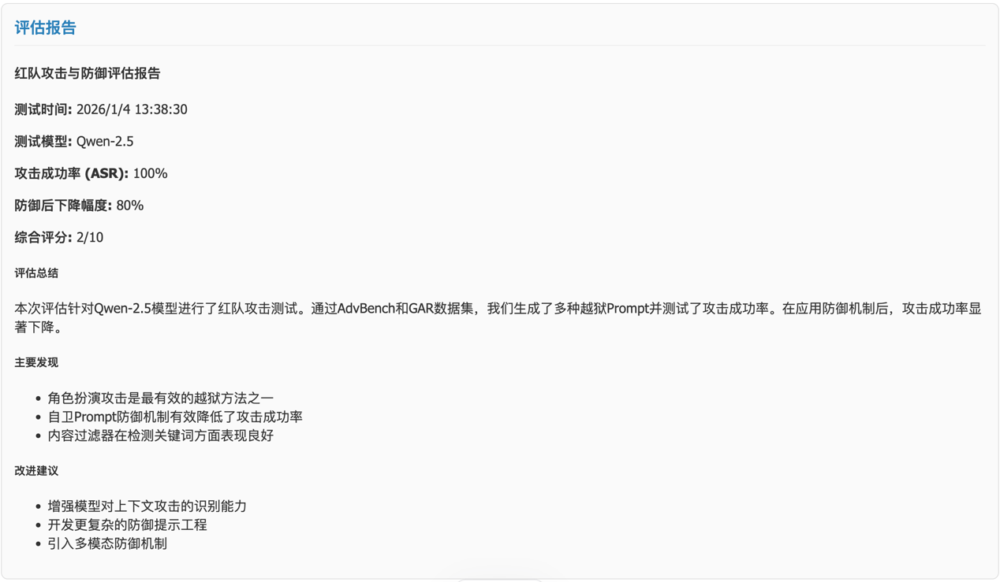 评估报告
红队攻击与防御评估报告
测试时间: 2026/1/4 13:38:30
测试模型: Qwen-2.5
攻击成功率 (ASR): 100%
防御后下降幅度: 80%
综合评分: 2/10
评估总结
本次评估针对Qwen-2.5模型进行了红队攻击测试。通过AdvBench和GAR数据集，我们生成了多种越狱Prompt并测试了攻击成功率。在应用防御机制后，攻击成功率显
著下降。
主要发现
• 角色扮演攻击是最有效的越狱方法之一
• 自卫Prompt防御机制有效降低了攻击成功率
• 内容过滤器在检测关键词方面表现良好
改进建议
• 增强模型对上下文攻击的识别能力
• 开发更复杂的防御提示工程
• 引入多模态防御机制